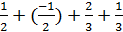 1/2 + (-1/2) + 2/3 + 1/3